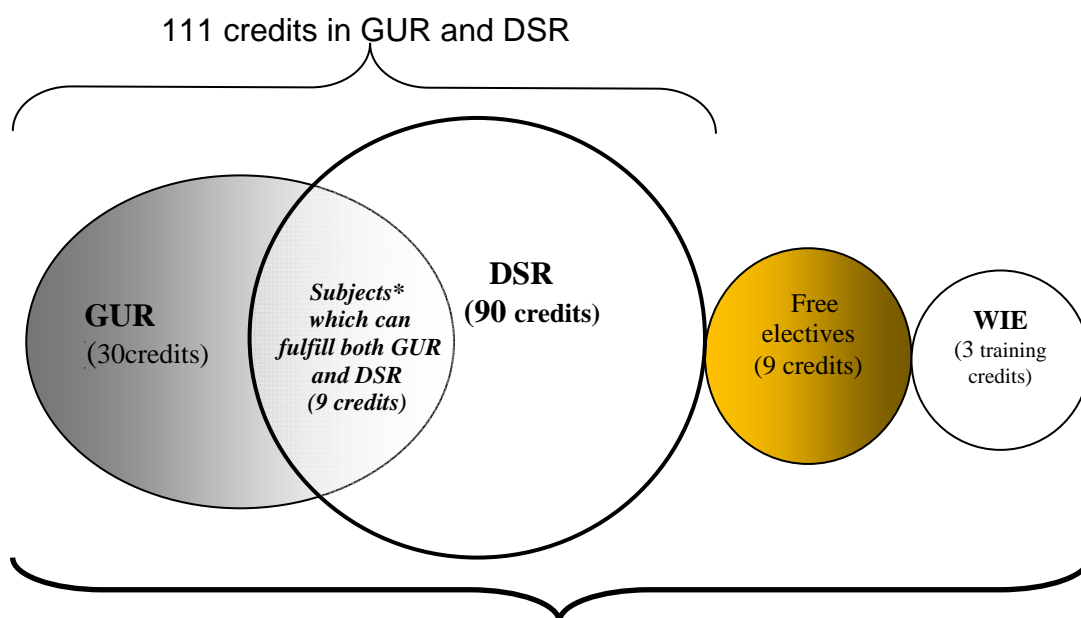 111 credits in GUR and DSR
GUR
(30credits)
Subjects*
which can
fulfill both GUR
and DSR
(9 credits)
DSR
(90 credits)
Free
electives
(9 credits)
WIE
(3 training
credits)